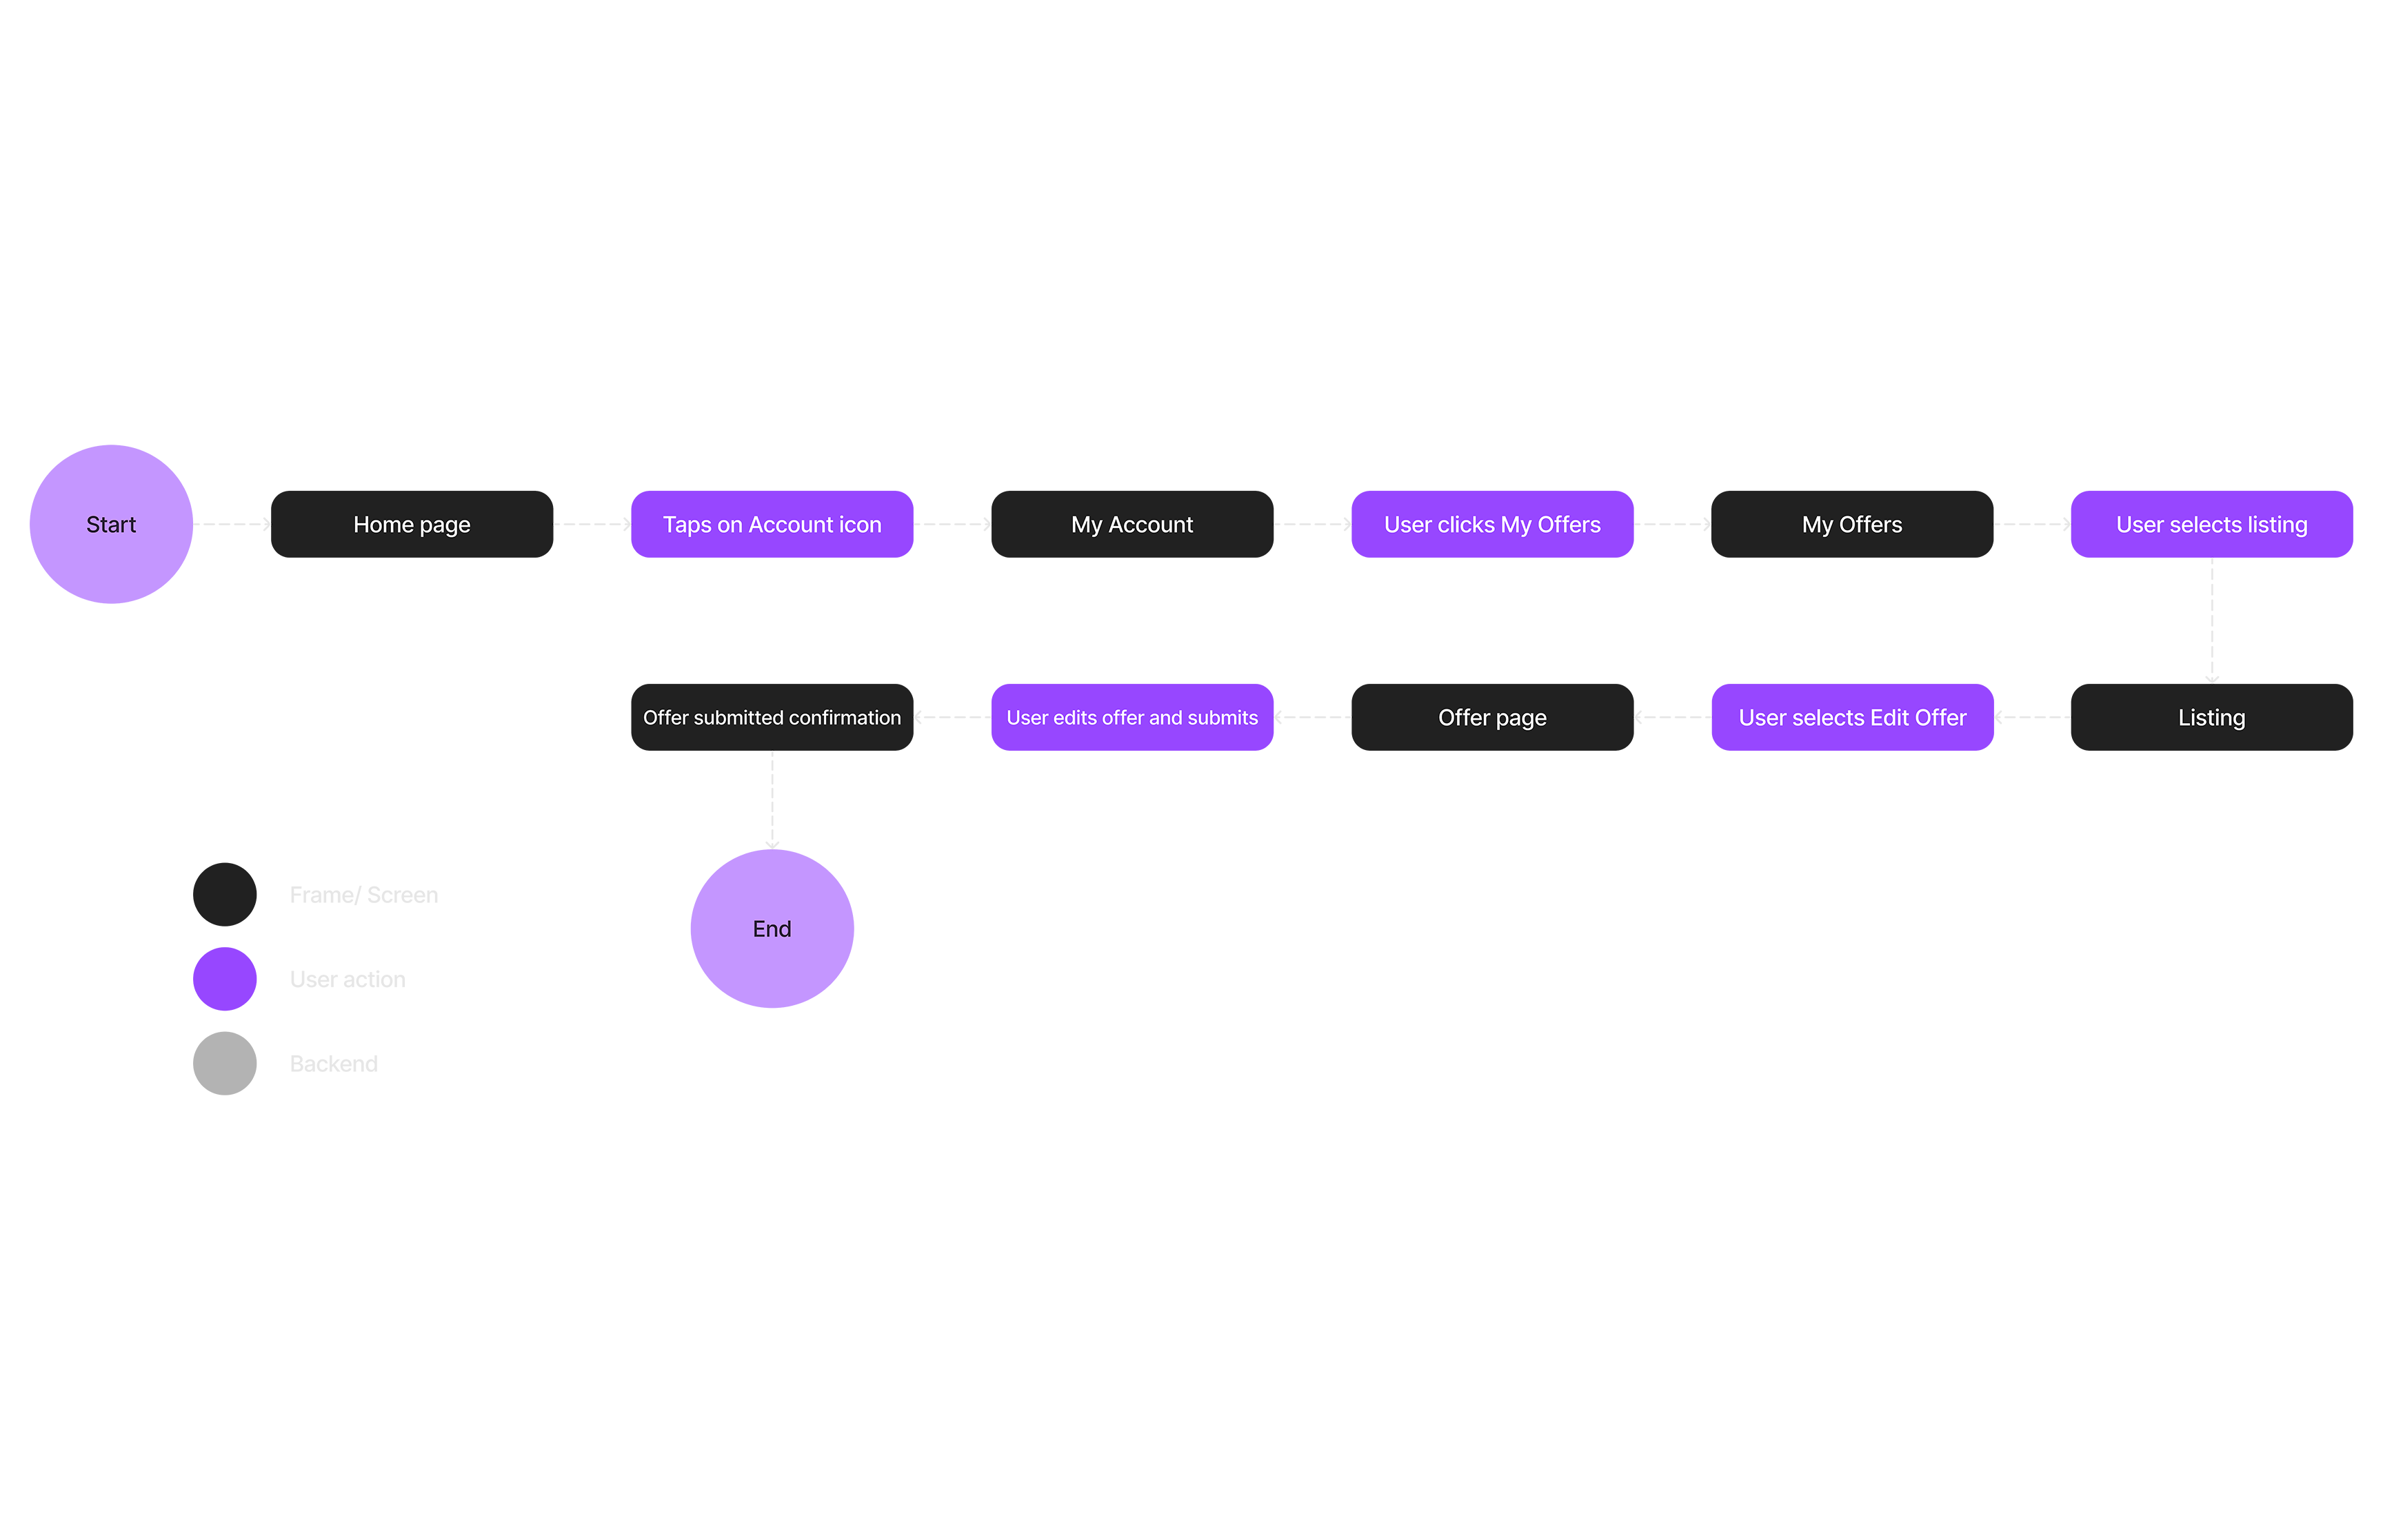 Start
Home page
Taps on Account icon
My Account
User clicks My Offers
My Offers
User selects listing
Listing
User selects Edit Offer
Offer page
User edits offer and submits
Offer submitted confirmation
End
Frame/ Screen
User action
Backend